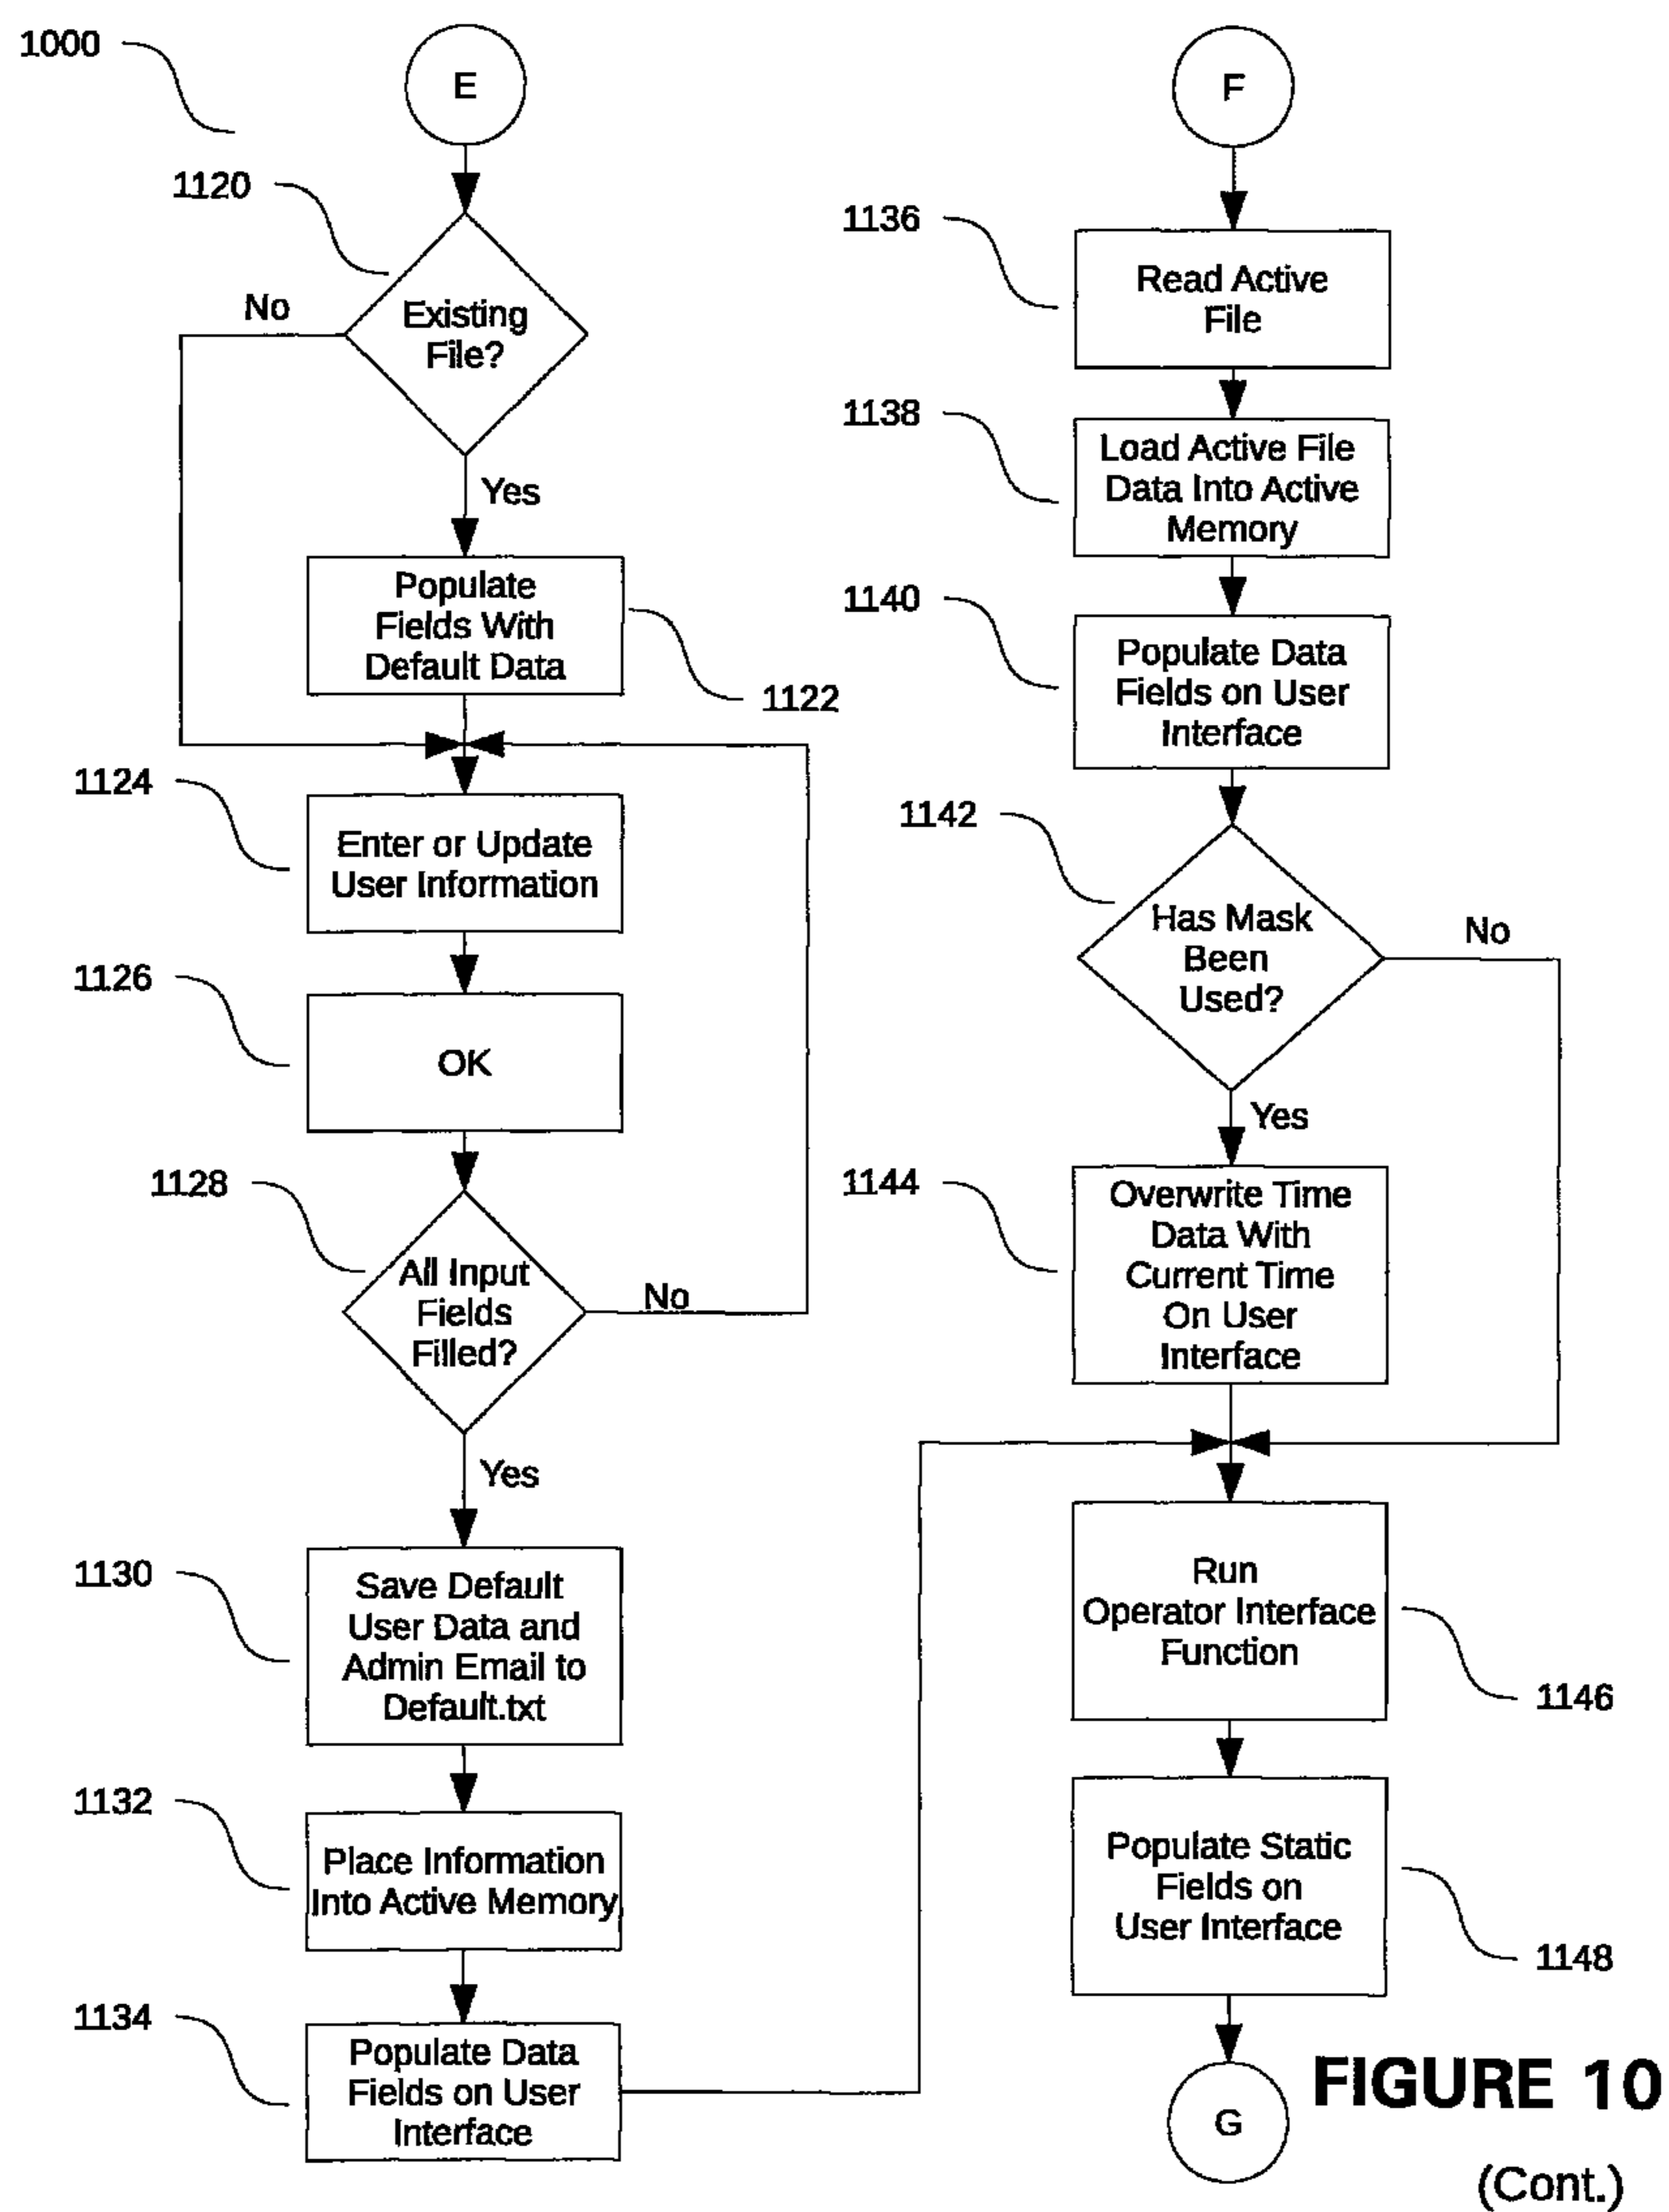 1000
E
1120
Existing
File?
No
Yes
Populate
Fields With
Default Data
1122
1124
Enter or Update
User Information
1126
OK
1128
All Input
Fields
Filled?
No
Yes
1130
Save Default
User Data and
Admin Email to
Default.txt
1132
Place Information
Into Active Memory
1134
Populate Data
Fields on User
Interface
F
1136
Read Active
File
1138
Load Active File
Data Into Active
Memory
1140
Populate Data
Fields on User
Interface
1142
Has Mask
Been
Used?
No
Yes
1144
Overwrite Time
Data With
Current Time
On User
Interface
Run
Operator Interface
Function
1146
Populate Static
Fields on
User Interface
1148
G
FIGURE 10
(Cont.)